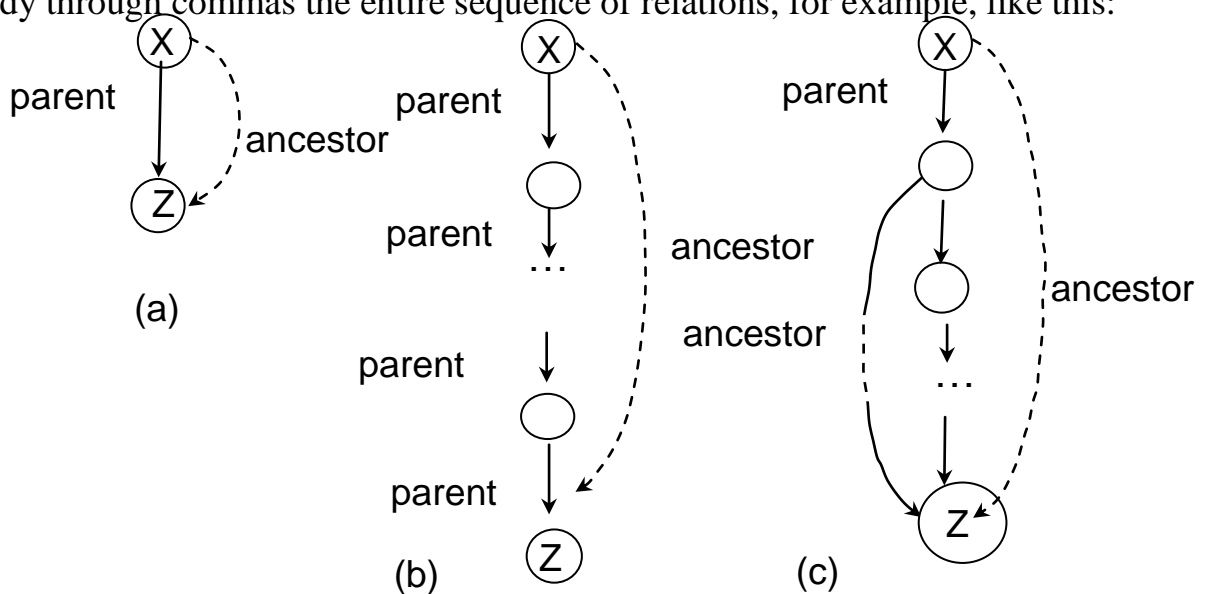 dy through commas the entire sequence of relations, for example, like this:
X
parent
ancestor
Z
(a)
X
parent
parent
...
ancestor
parent
parent
Z
(b)
X
parent
ancestor
ancestor
...
Z
(c)